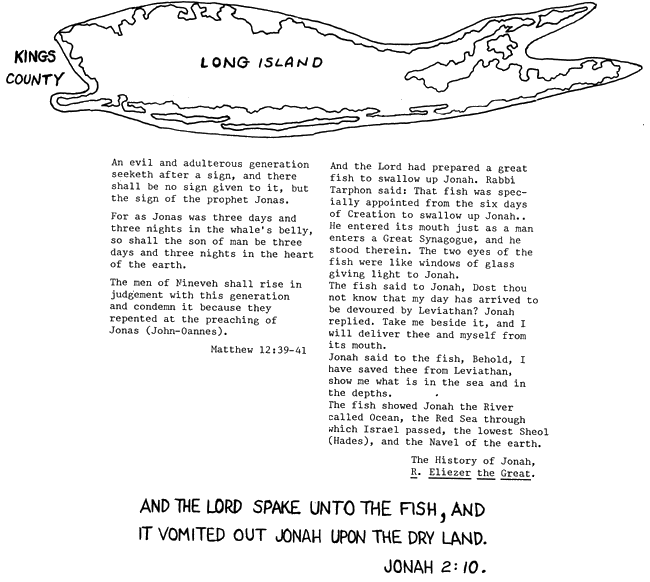 KINGS
COUNTY
LONG ISLAND
An evil and adulterous generation
seeketh after a sign, and there
shall be no sign given to it, but
the sign of the prophet Jonas.
For as Jonas was three days and
three nights in the whale's belly,
so shall the son of man be three
days and three nights in the heart
of the earth.
The men of Nineveh shall rise in
judgement with this generation
and condemn it because they
repented at the preaching of
Jonas (John-Oannes).
Matthew 12:39-41
And the Lord had prepared a great
fish to swallow up Jonah. Rabbi
Tarphon said: That fish was spec-
ially appointed from the six days
of Creation to swallow up Jonah..
He entered its mouth just as a man
enters a Great Synagogue, and he
stood therein. The two eyes of the
fish were like windows of glass
giving light to Jonah.
The fish said to Jonah, Dost thou
not know that my day has arrived to
be devoured by Leviathan? Jonah
replied. Take me beside it, and I
will deliver thee and myself from
its mouth.
Jonah said to the fish, Behold, I
have saved thee from Leviathan,
show me what is in the sea and in
the depths.
The fish showed Jonah the River
called Ocean, the Red Sea through
which Israel passed, the lowest Sheol
(Hades), and the Navel of the earth.
The History of Jonah,
R. Eliezer the Great.
AND THE LORD SPAKE UNTO THE FISH, AND
IT VOMITED OUT JONAH UPON THE DRY LAND.
JONAH 2:10.